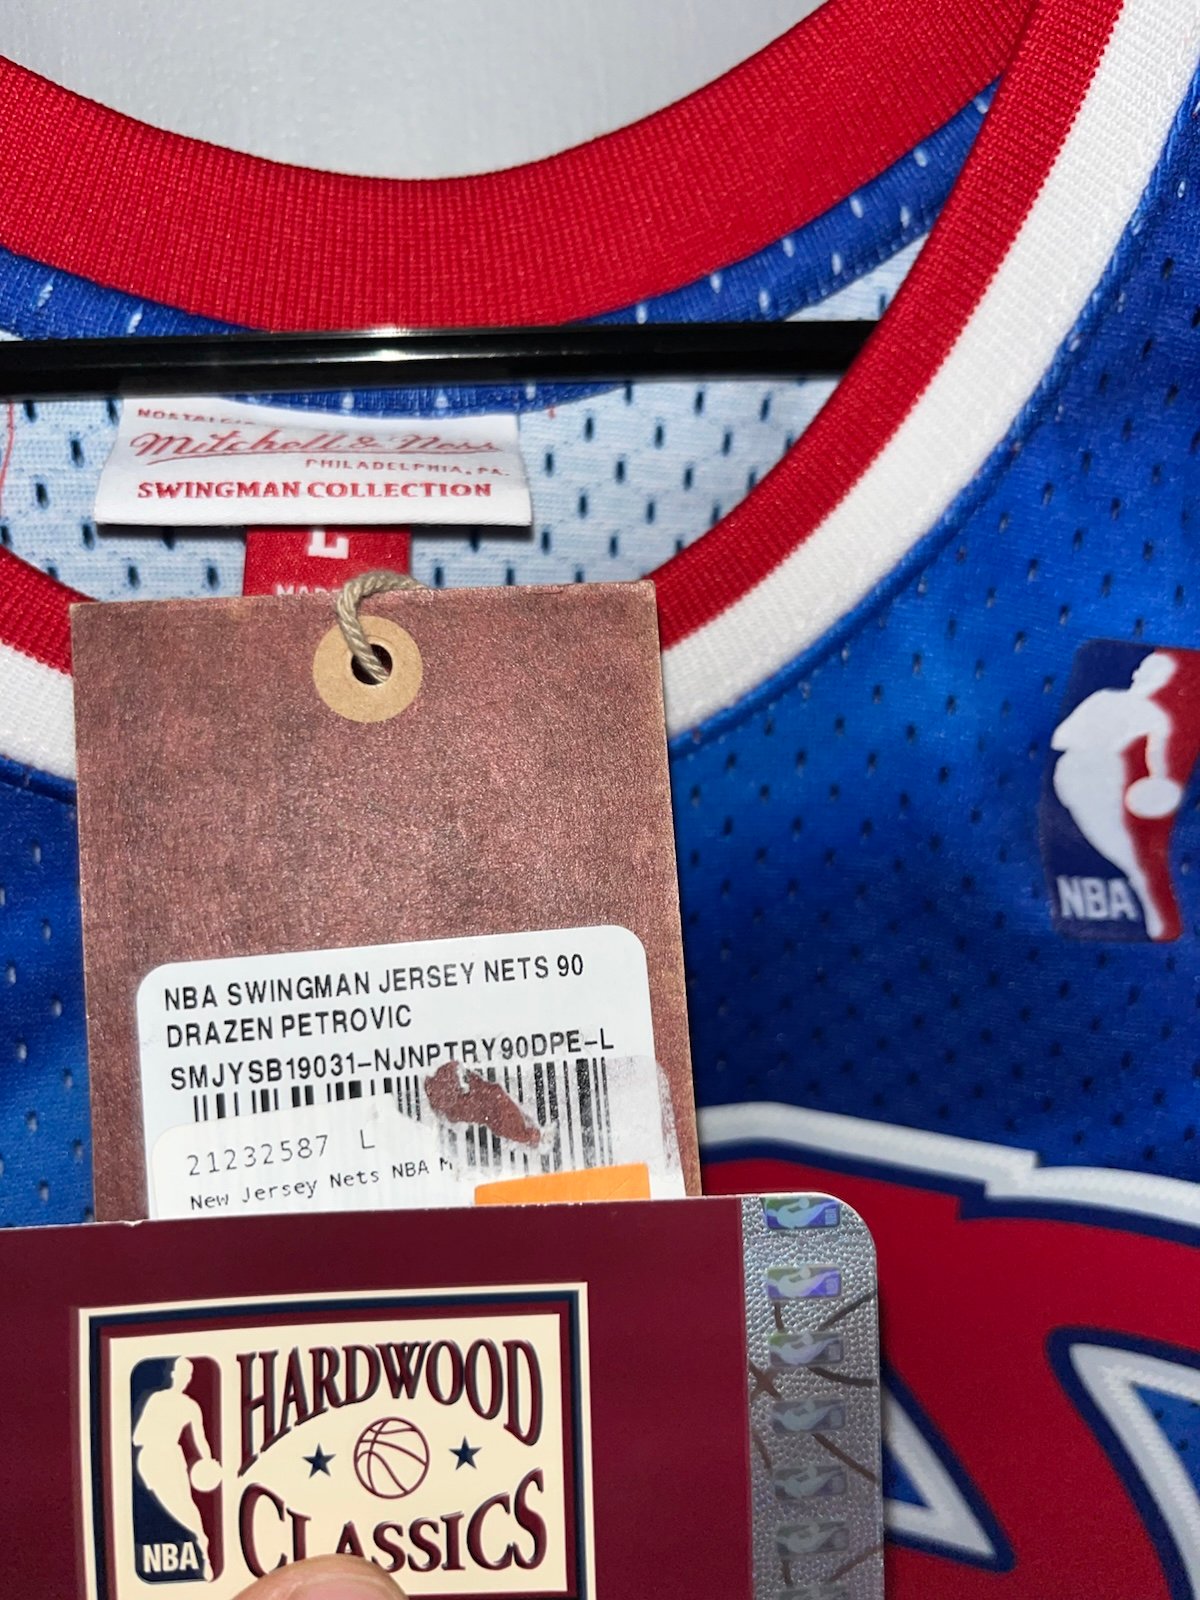 Mitchell & Ness
PHILADELPHIA, PA.
SWINGMAN COLLECTION
L
NBA
NBA SWINGMAN JERSEY NETS 90
DRAZEN PETROVIC
SMJYSB19031-NJNPTRY90DPE-L
21232587 L
New Jersey Nets NBA M
HARDWOOD
CLASSICS
NBA